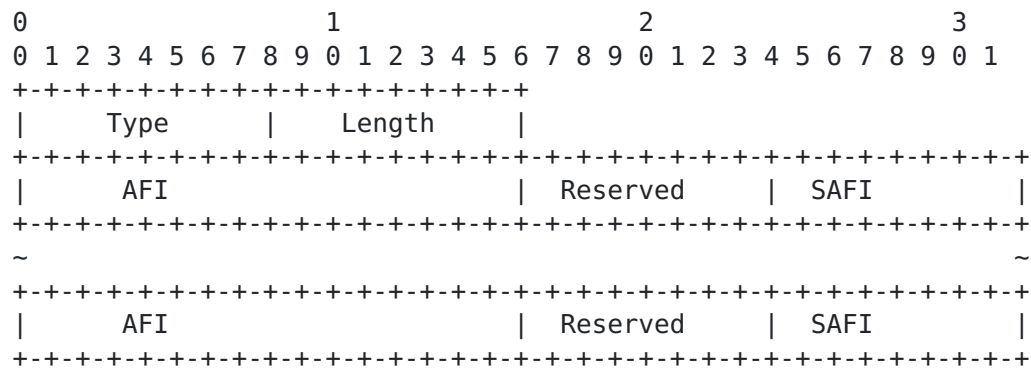 0                   1                   2                   3
0 1 2 3 4 5 6 7 8 9 0 1 2 3 4 5 6 7 8 9 0 1 2 3 4 5 6 7 8 9 0 1
+-+-+-+-+-+-+-+-+-+-+-+-+-+-+-+-+
|     Type      |    Length     |
+-+-+-+-+-+-+-+-+-+-+-+-+-+-+-+-+-+-+-+-+-+-+-+-+-+-+-+-+-+-+-+-+
|      AFI                      |  Reserved     |  SAFI         |
+-+-+-+-+-+-+-+-+-+-+-+-+-+-+-+-+-+-+-+-+-+-+-+-+-+-+-+-+-+-+-+-+
~                                                               ~
+-+-+-+-+-+-+-+-+-+-+-+-+-+-+-+-+-+-+-+-+-+-+-+-+-+-+-+-+-+-+-+-+
|      AFI                      |  Reserved     |  SAFI         |
+-+-+-+-+-+-+-+-+-+-+-+-+-+-+-+-+-+-+-+-+-+-+-+-+-+-+-+-+-+-+-+-+